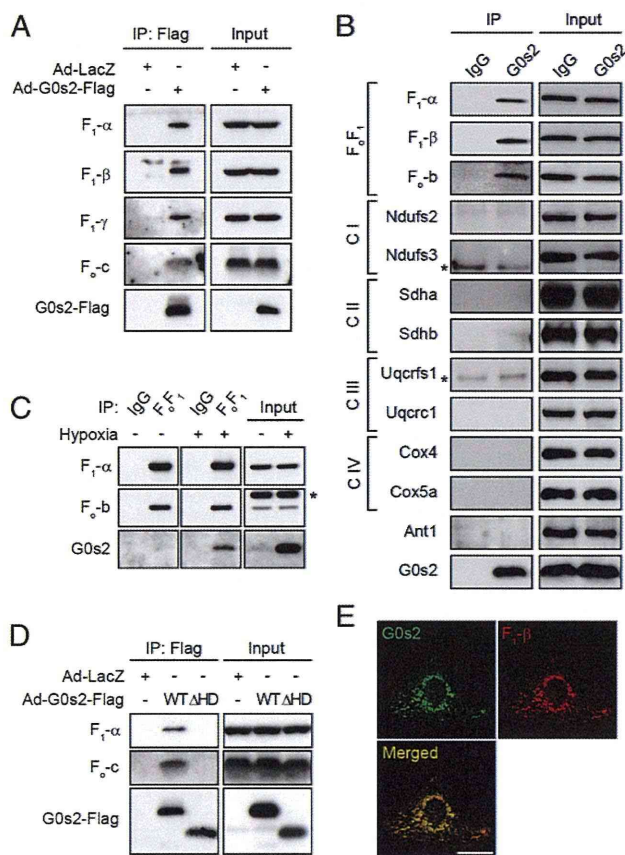 A
IP: Flag
Input
Ad-LacZ + - + -
Ad-G0s2-Flag - + - +
F1-α
F1-β
F1-γ
Fo-c
G0s2-Flag
B
IP
Input
IgG G0s2 IgG G0s2
FoF1
F1-α
F1-β
Fo-b
C I
Ndufs2
Ndufs3
*
C II
Sdha
Sdhb
C III
Uqcrfs1
*
Uqcrc1
C IV
Cox4
Cox5a
Ant1
G0s2
C
IP: IgG FoF1 IgG FoF1 Input
Hypoxia - - + + - +
F1-α
Fo-b
*
G0s2
D
IP: Flag
Input
Ad-LacZ + - - + - -
Ad-G0s2-Flag - WT ΔHD - WT ΔHD
F1-α
Fo-c
G0s2-Flag
E
G0s2
F1-β
Merged